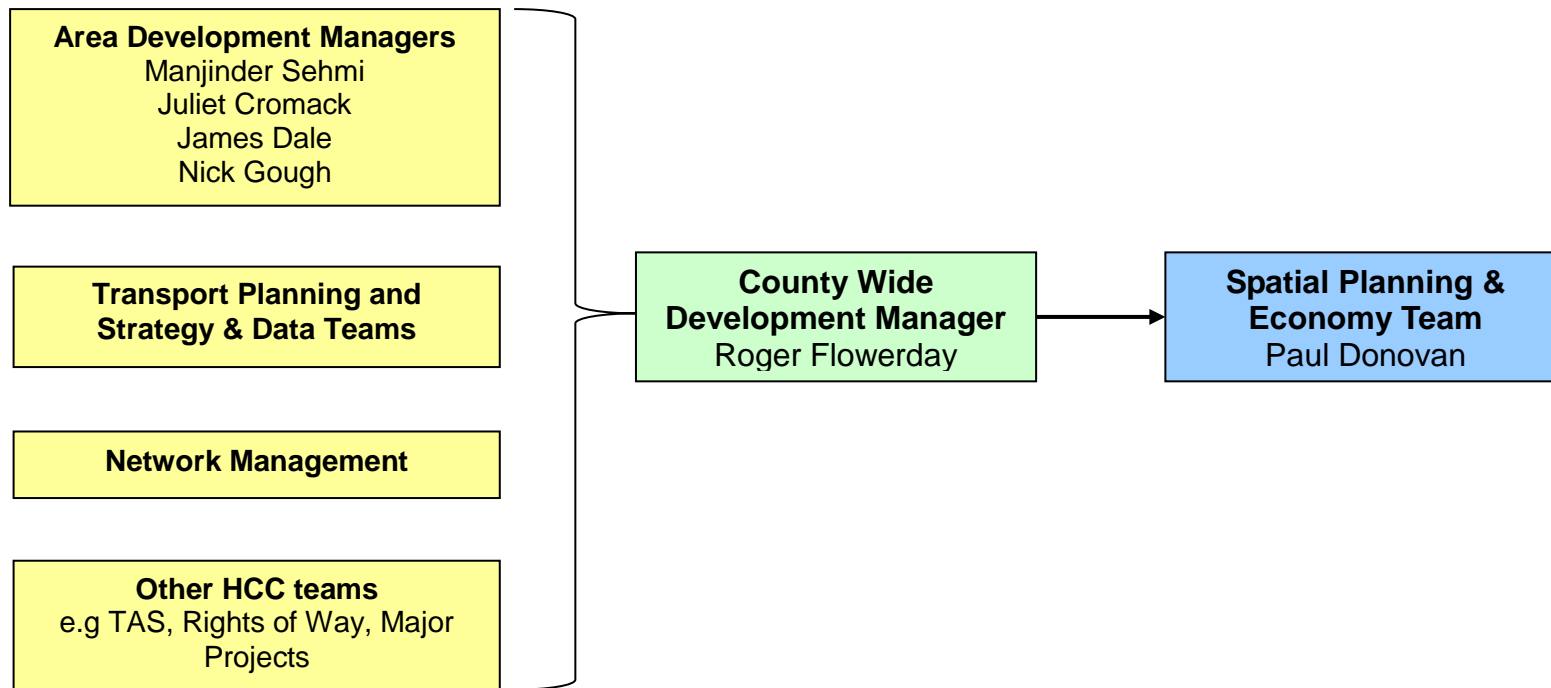 Area Development Managers
Manjinder Sehmi
Juliet Cromack
James Dale
Nick Gough
Transport Planning and
Strategy & Data Teams
Network Management
Other HCC teams
e.g TAS, Rights of Way, Major
Projects
County Wide
Development Manager
Roger Flowerday
Spatial Planning &
Economy Team
Paul Donovan